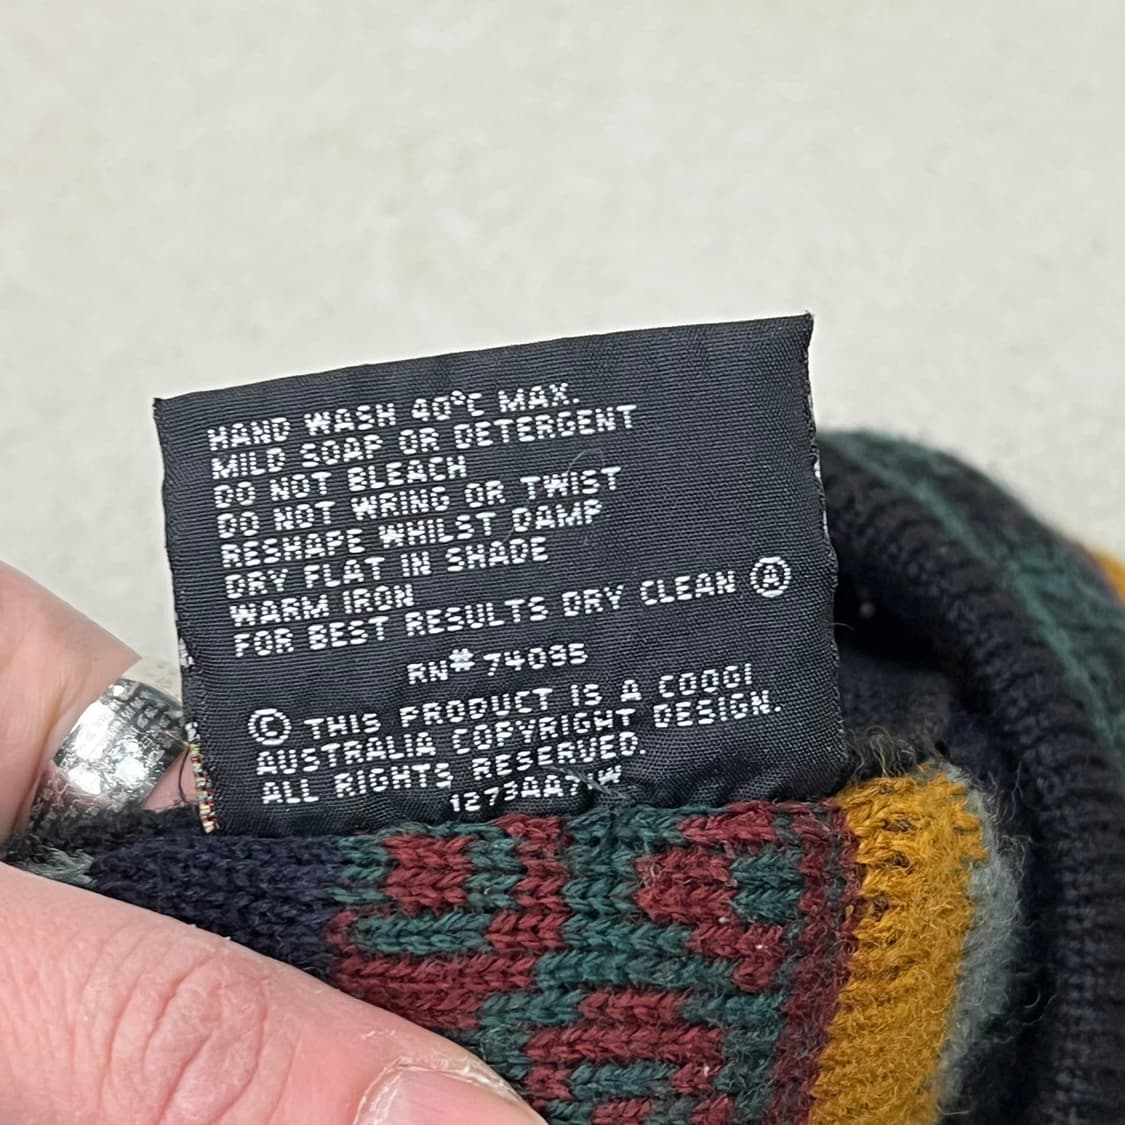 HAND WASH 40°C MAX.
MILD SOAP OR DETERGENT
DO NOT BLEACH
DO NOT WRING OR TWIST
RESHAPE WHILST DAMP
DRY FLAT IN SHADE
WARM IRON
FOR BEST RESULTS DRY CLEAN Ⓐ
RN# 74095
© THIS PRODUCT IS A COOGI
AUSTRALIA COPYRIGHT DESIGN.
ALL RIGHTS RESERVED.